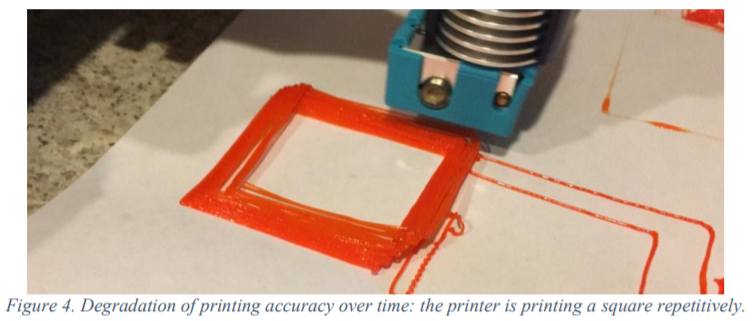 Figure 4. Degradation of printing accuracy over time: the printer is printing a square repetitively.